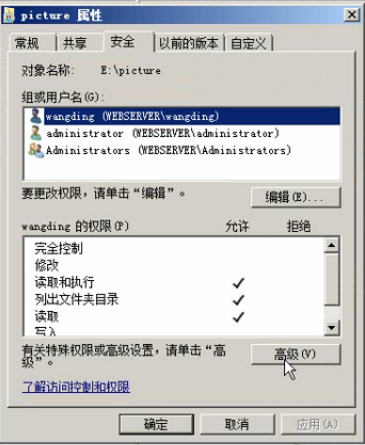 picture 属性
常规 共享 安全 以前的版本 自定义
对象名称: E:\picture
组或用户名(G):
wangding (WEBSERVER\wangding)
administrator (WEBSERVER\administrator)
Administrators (WEBSERVER\Administrators)
要更改权限，请单击“编辑”。
编辑(E)...
wangding 的权限(P) 允许 拒绝
完全控制
修改
读取和执行
列出文件夹目录
读取
写入
有关特殊权限或高级设置，请单击“高
级”。
高级(V)
了解访问控制和权限
确定 取消 应用(A)